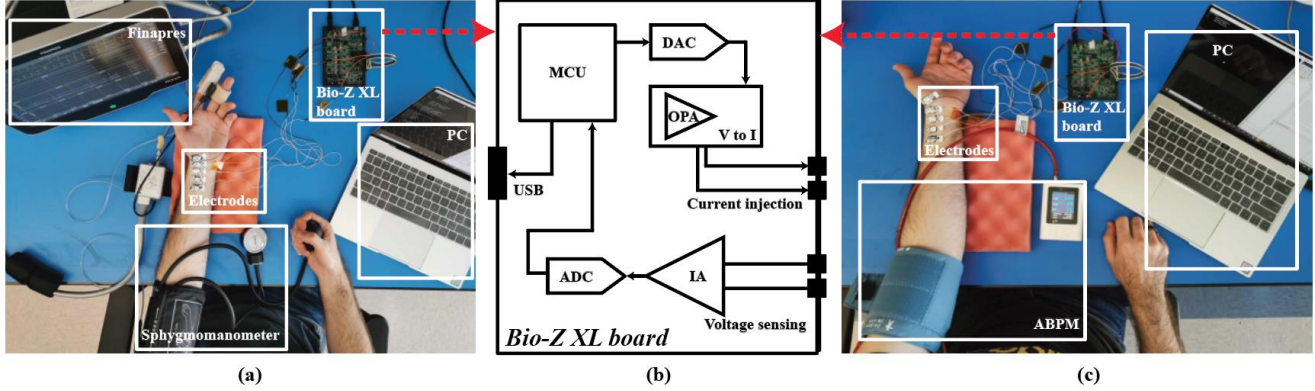 Finapres
Bio-Z XL
board
PC
Electrodes
Sphygmomanometer
(a)
MCU
DAC
OPA
V to I
USB
Current injection
ADC
IA
Voltage sensing
Bio-Z XL board
(b)
PC
Bio-Z XL
board
Electrodes
ABPM
(c)